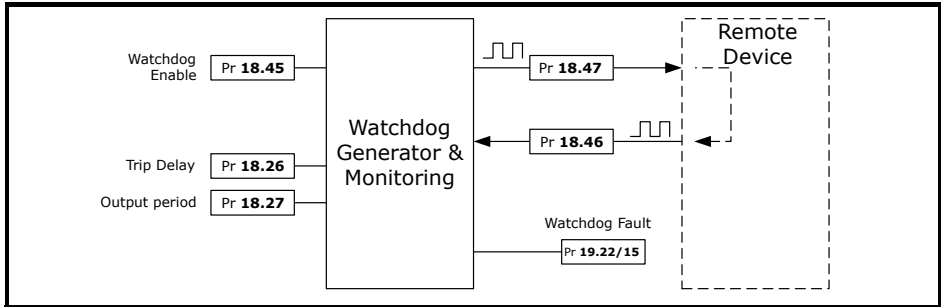 Watchdog
Enable
Pr 18.45
Trip Delay
Pr 18.26
Output period
Pr 18.27
Watchdog
Generator &
Monitoring
Pr 18.47
Pr 18.46
Watchdog Fault
Pr 19.22/15
Remote
Device